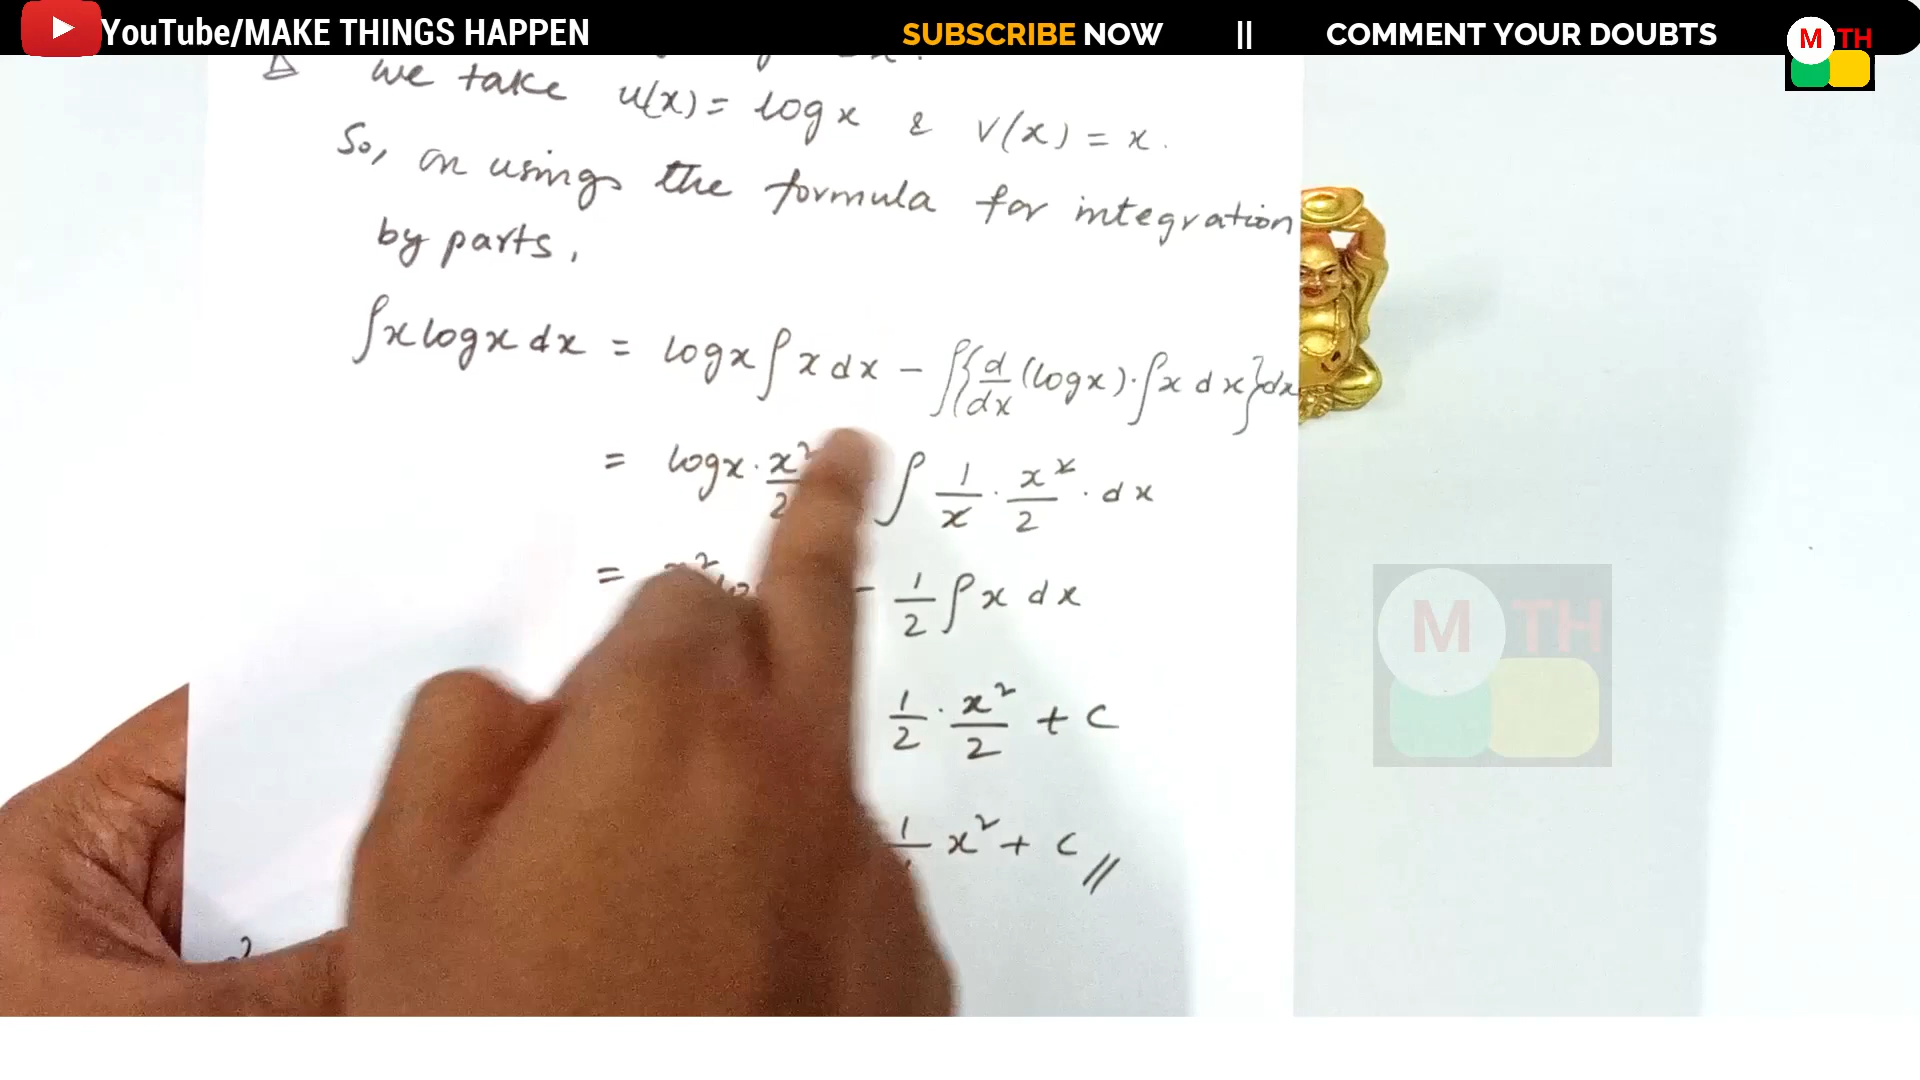 YouTube/MAKE THINGS HAPPEN SUBSCRIBE NOW || COMMENT YOUR DOUBTS MTH
we take u(x) = log x & v(x) = x.
So, on using the formula for integration
by parts,
∫x log x dx = log x ∫ x dx - ∫{d/dx (log x) · ∫x dx} dx
= log x · x²/2 ∫ 1/x · x²/2 · dx
= - 1/2 ∫ x dx
1/2 · x²/2 + c
x² + c //
MTH